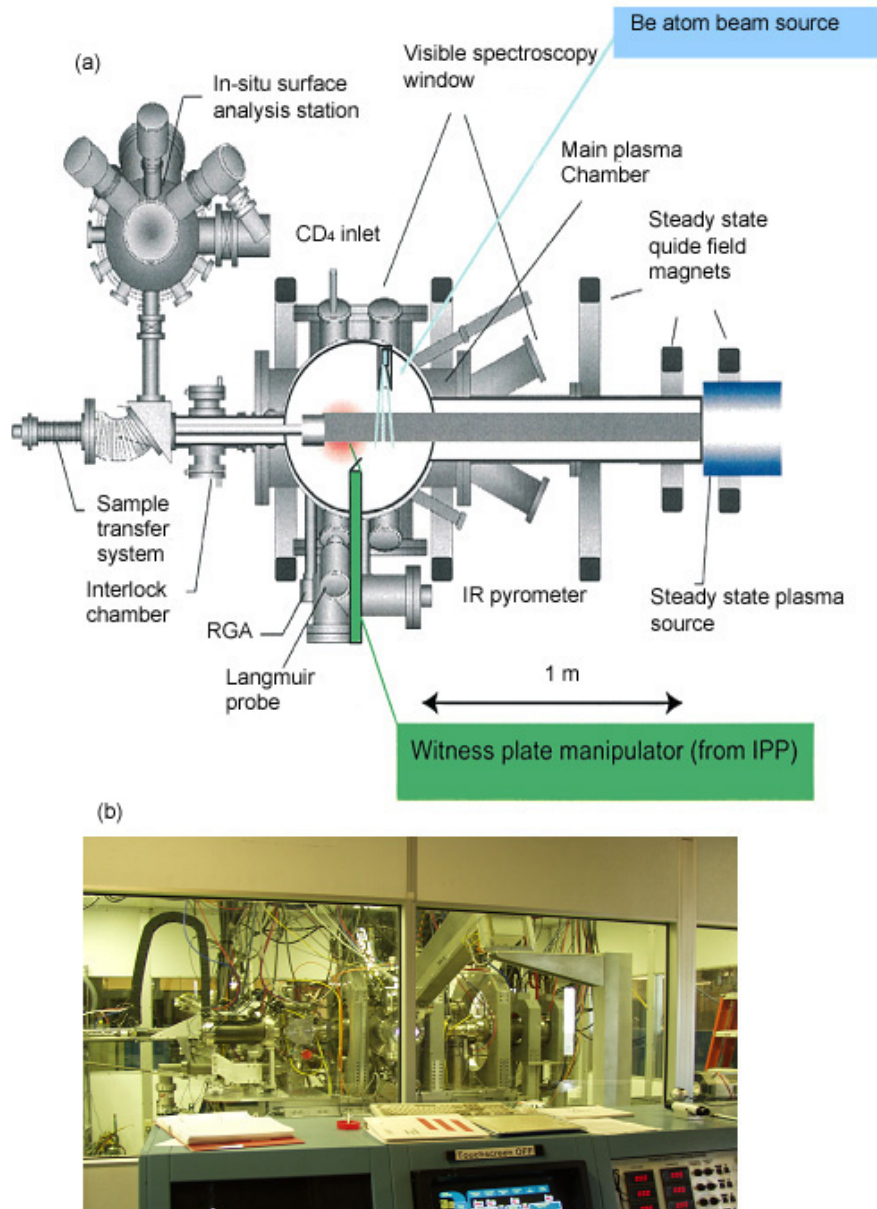 Be atom beam source
(a)
Visible spectroscopy
window
In-situ surface
analysis station
Main plasma
Chamber
Steady state
quide field
magnets
CD₄ inlet
Sample
transfer
system
Interlock
chamber
RGA
Langmuir
probe
IR pyrometer
Steady state plasma
source
1 m
Witness plate manipulator (from IPP)
(b)
Touchscreen OFF